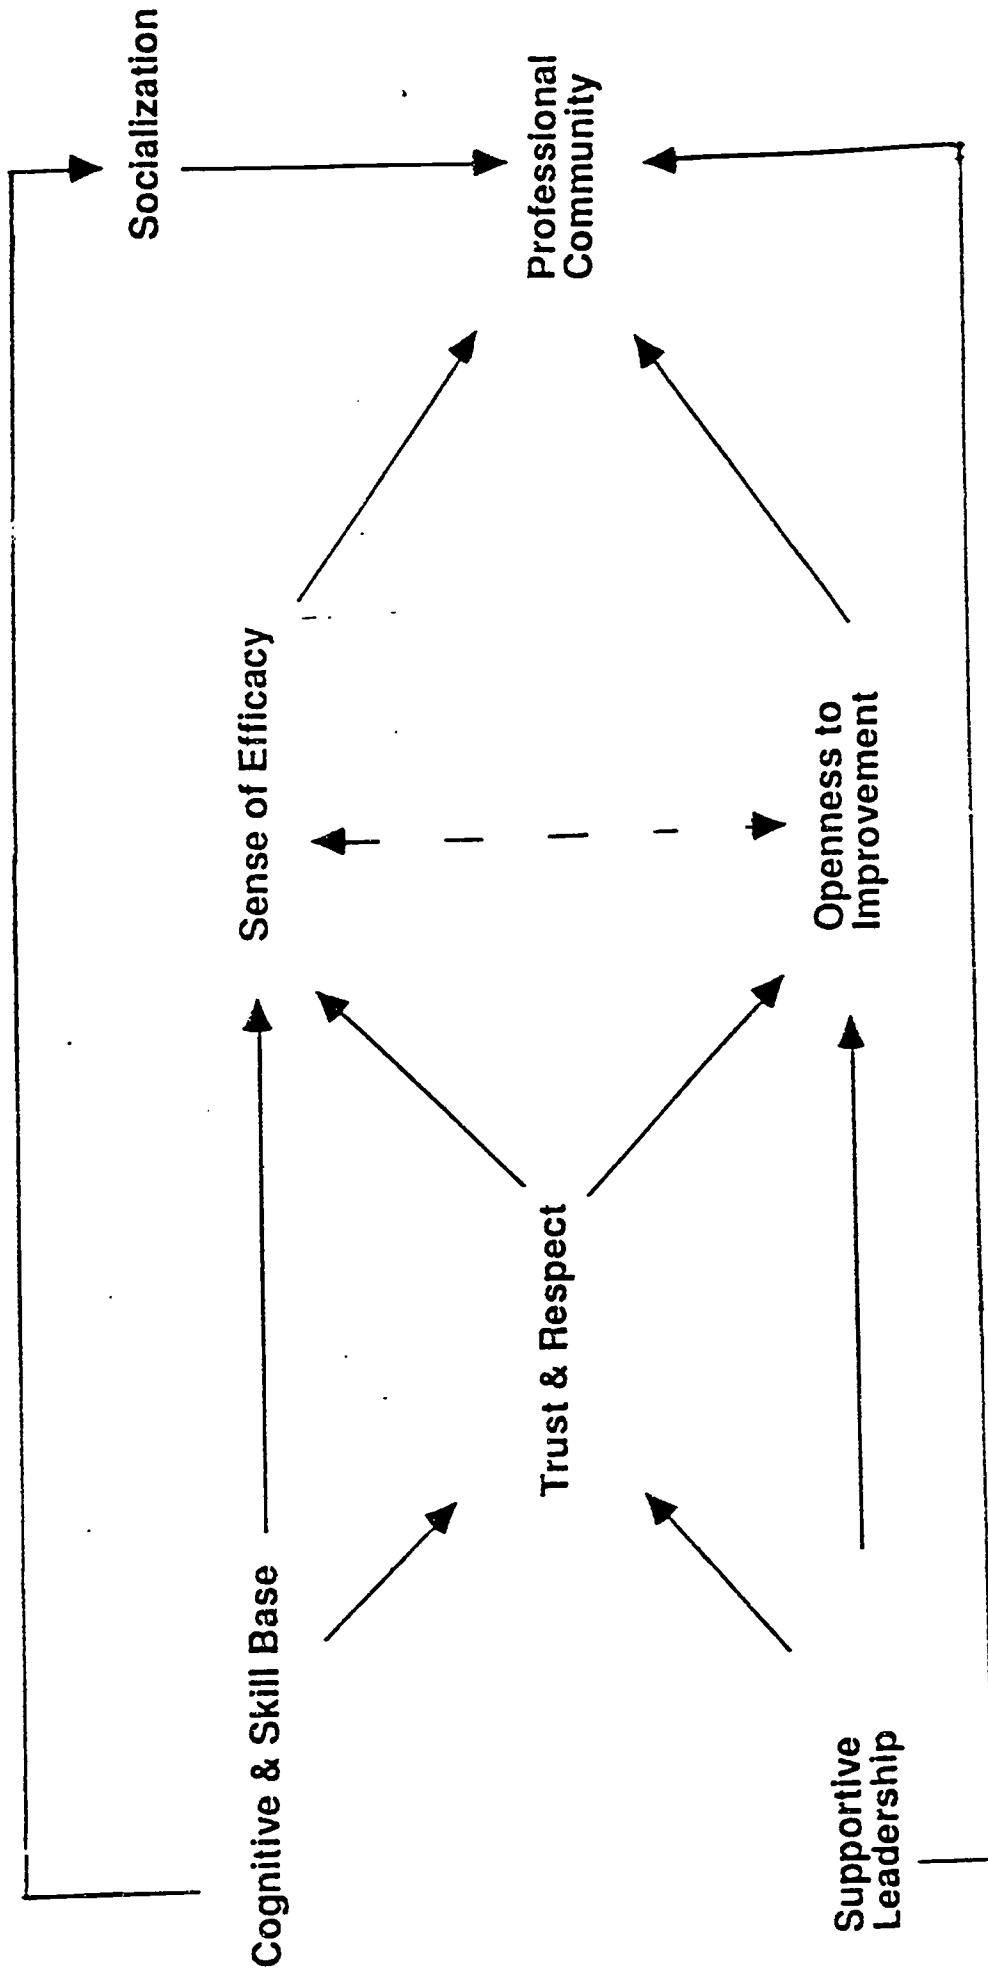 Socialization
Cognitive & Skill Base
Sense of Efficacy
Trust & Respect
Professional
Community
Supportive
Leadership
Openness to
Improvement